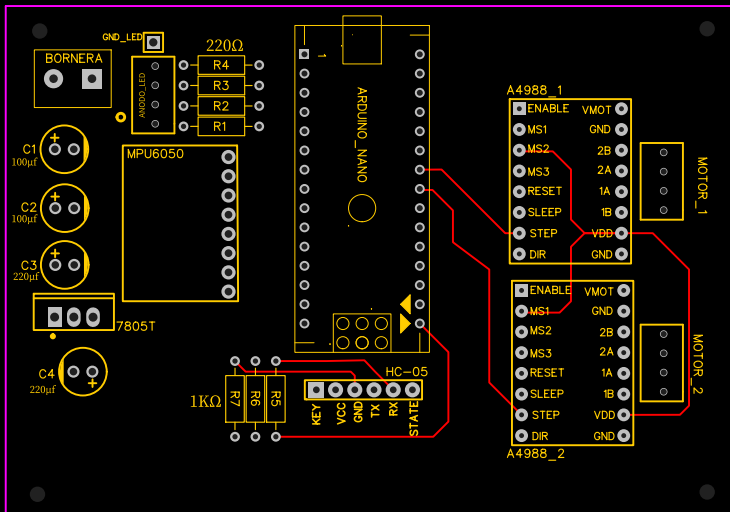 GND_LED
220Ω
BORNERA
ANODO_LED
R4
R3
R2
R1
1
ARDUINO_NANO
C1
100µf
C2
100µf
C3
220µf
MPU6050
7805T
C4
220µf
1KΩ
R7
R6
R5
HC-05
KEY
VCC
GND
TX
RX
STATE
A4988_1
ENABLE VMOT
MS1 GND
MS2 2B
MS3 2A
RESET 1A
SLEEP 1B
STEP VDD
DIR GND
MOTOR_1
ENABLE VMOT
MS1 GND
MS2 2B
MS3 2A
RESET 1A
SLEEP 1B
STEP VDD
DIR GND
A4988_2
MOTOR_2